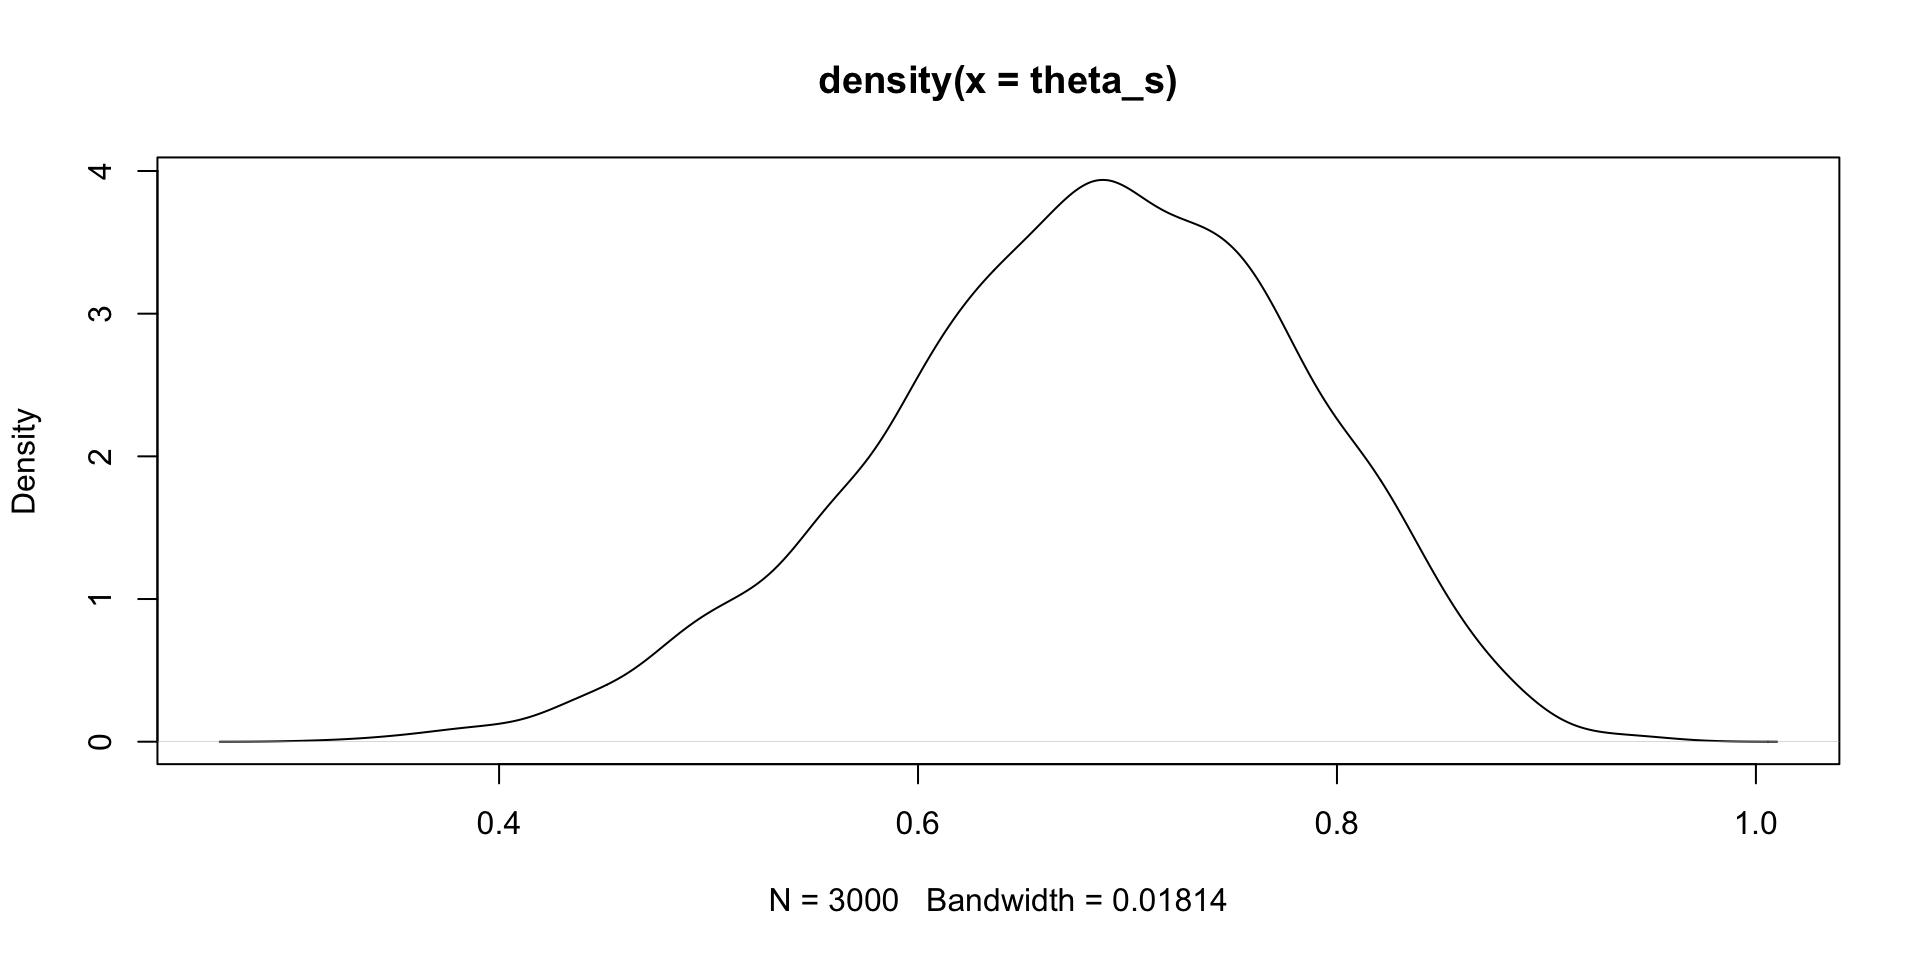 density(x = theta_s)
Density
4
3
2
1
0
0.4 0.6 0.8 1.0
N = 3000 Bandwidth = 0.01814